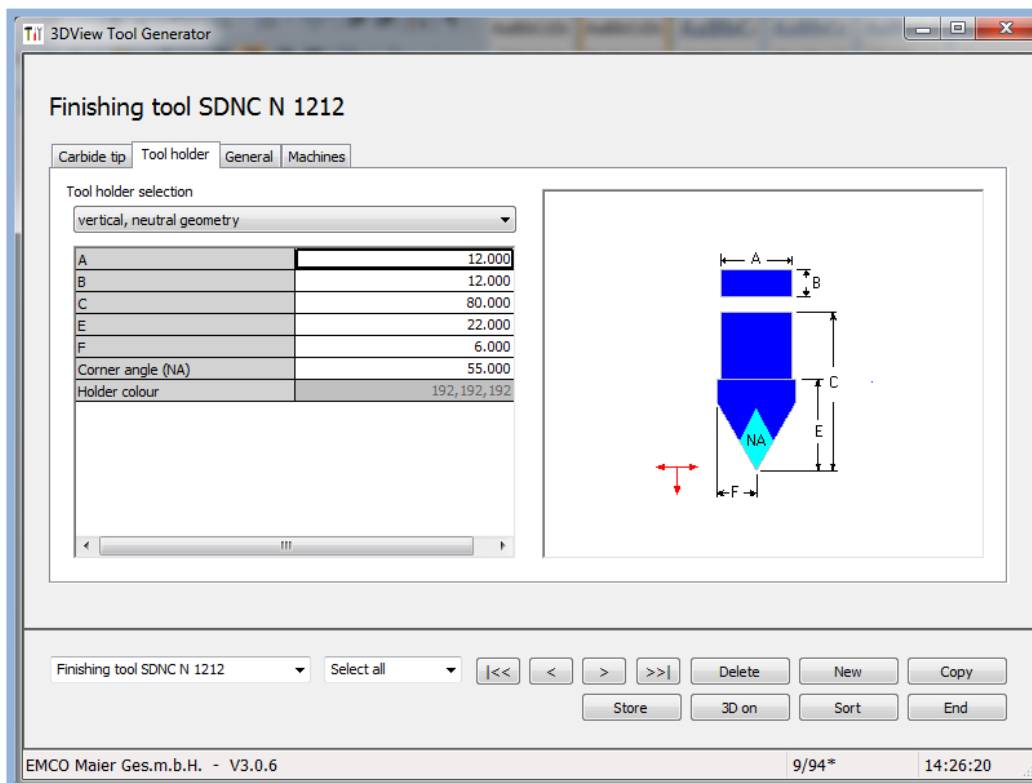 3DView Tool Generator
Finishing tool SDNC N 1212
Carbide tip Tool holder General Machines
Tool holder selection
vertical, neutral geometry
A 12.000
B 12.000
C 80.000
E 22.000
F 6.000
Corner angle (NA) 55.000
Holder colour 192,192,192
A
B
C
E
NA
F
Finishing tool SDNC N 1212 Select all |<< < > >>| Delete New Copy
Store 3D on Sort End
EMCO Maier Ges.m.b.H. - V3.0.6 9/94* 14:26:20